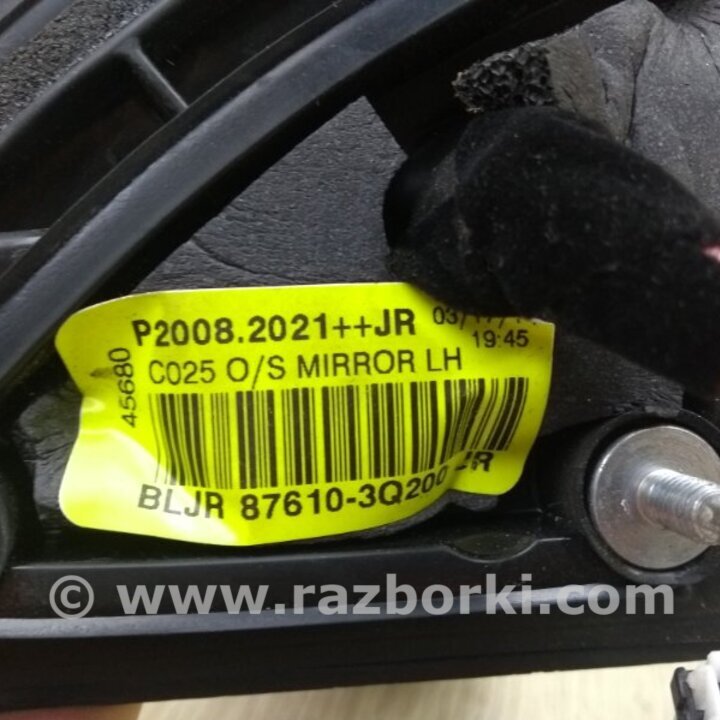 P2008.2021++JR
19:45
C025 O/S MIRROR LH
45680
BLJR 87610-3Q200
© www.razborki.com